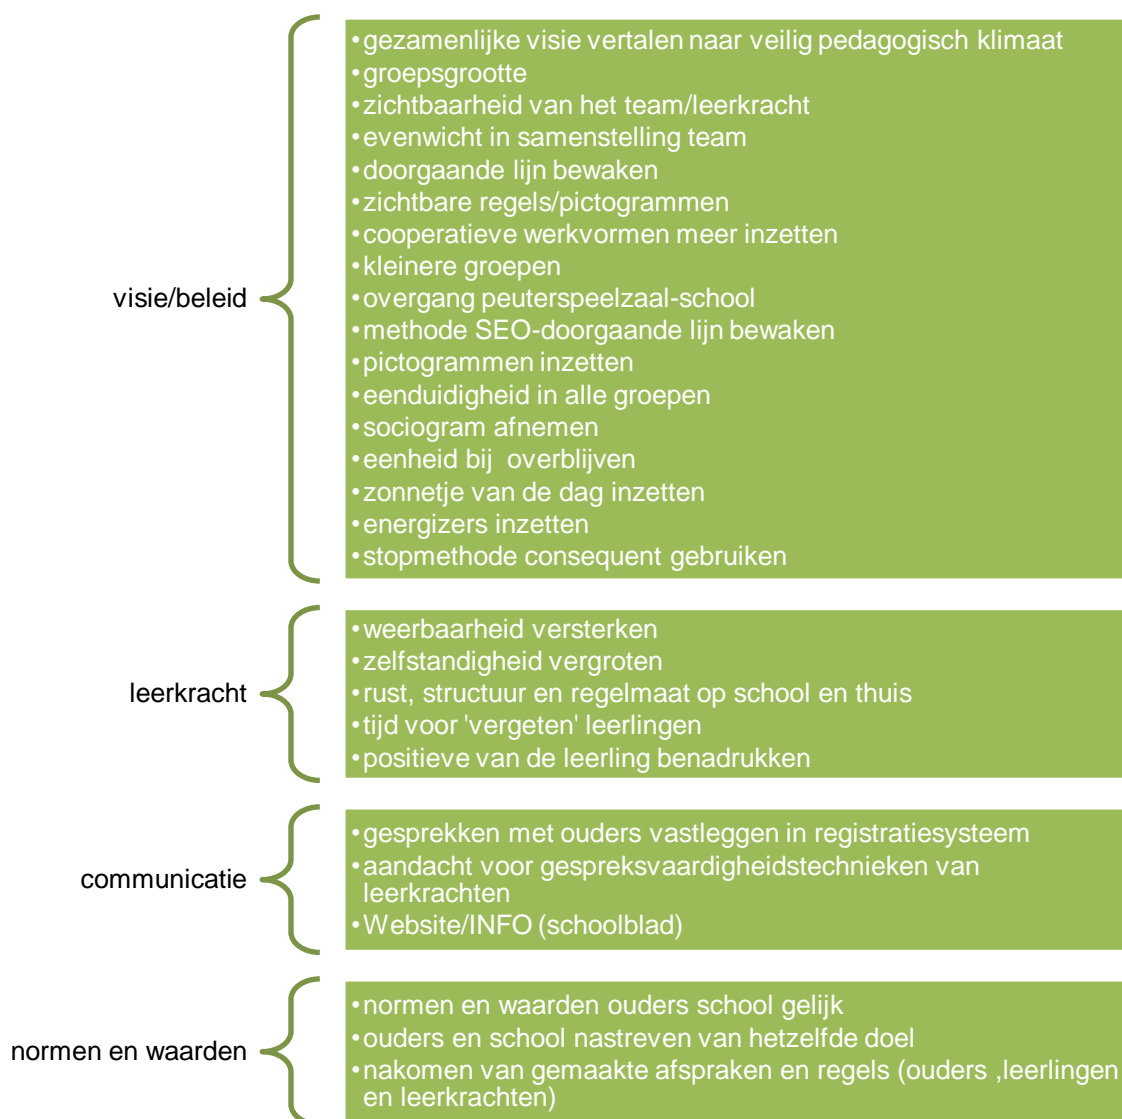 visie/beleid
•gezamenlijke visie vertalen naar veilig pedagogisch klimaat
•groepsgrootte
•zichtbaarheid van het team/leerkracht
•evenwicht in samenstelling team
•doorgaande lijn bewaken
•zichtbare regels/pictogrammen
•cooperatieve werkvormen meer inzetten
•kleinere groepen
•overgang peuterspeelzaal-school
•methode SEO-doorgaande lijn bewaken
•pictogrammen inzetten
•eenduidigheid in alle groepen
•sociogram afnemen
•eenheid bij overblijven
•zonnetje van de dag inzetten
•energizers inzetten
•stopmethode consequent gebruiken
leerkracht
•weerbaarheid versterken
•zelfstandigheid vergroten
•rust, structuur en regelmaat op school en thuis
•tijd voor 'vergeten' leerlingen
•positieve van de leerling benadrukken
communicatie
•gesprekken met ouders vastleggen in registratiesysteem
•aandacht voor gespreksvaardigheidstechnieken van
leerkrachten
•Website/INFO (schoolblad)
normen en waarden
•normen en waarden ouders school gelijk
•ouders en school nastreven van hetzelfde doel
•nakomen van gemaakte afspraken en regels (ouders ,leerlingen
en leerkrachten)